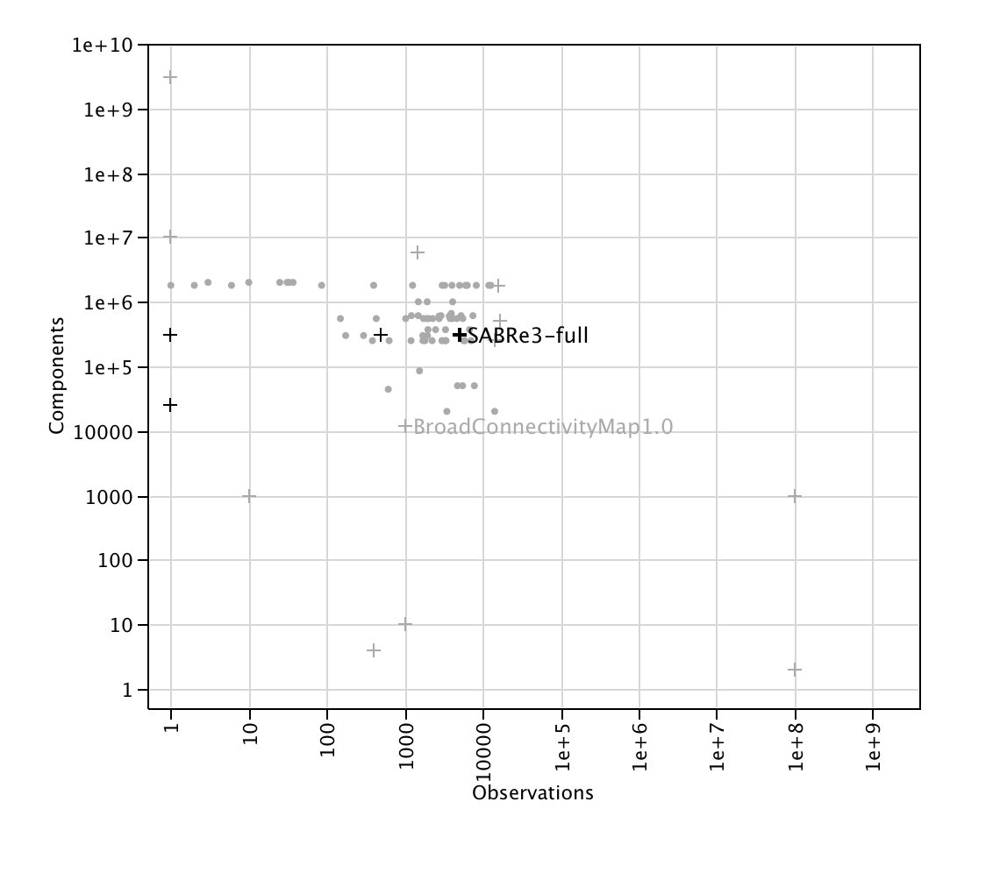 1e+10
1e+9
1e+8
1e+7
1e+6
1e+5
10000
1000
100
10
1
Components
SABRe3-full
BroadConnectivityMap1.0
1
10
100
1000
10000
1e+5
1e+6
1e+7
1e+8
1e+9
Observations